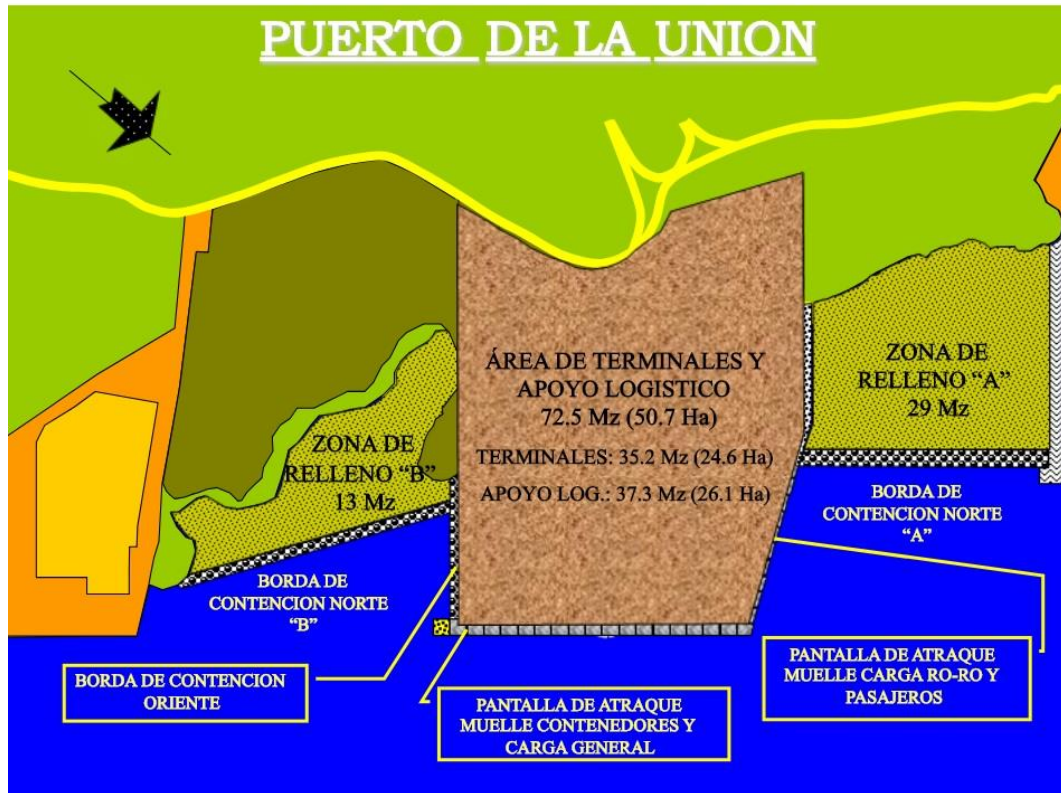 PUERTO DE LA UNION
ÁREA DE TERMINALES Y
APOYO LOGISTICO
72.5 Mz (50.7 Ha)
TERMINALES: 35.2 Mz (24.6 Ha)
APOYO LOG.: 37.3 Mz (26.1 Ha)
ZONA DE
RELLENO “A”
29 Mz
ZONA DE
RELLENO “B”
13 Mz
BORDA DE
CONTENCION NORTE
“A”
BORDA DE
CONTENCION NORTE
“B”
BORDA DE CONTENCION
ORIENTE
PANTALLA DE ATRAQUE
MUELLE CONTENEDORES Y
CARGA GENERAL
PANTALLA DE ATRAQUE
MUELLE CARGA RO-RO Y
PASAJEROS